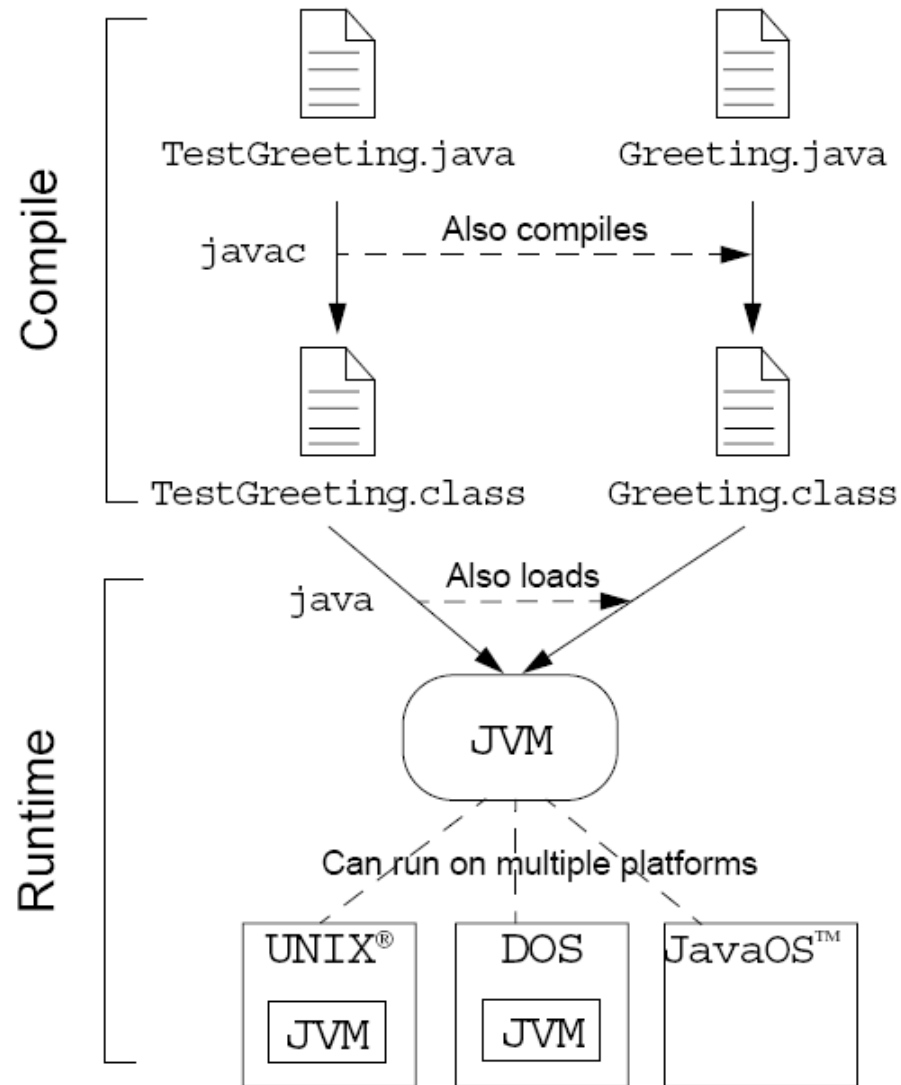 Compile
TestGreeting.java
Greeting.java
javac
Also compiles
TestGreeting.class
Greeting.class
Runtime
java
Also loads
JVM
Can run on multiple platforms
UNIX®
DOS
JavaOS™
JVM
JVM